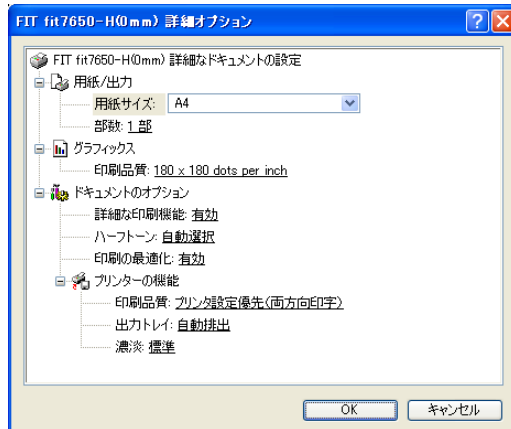 FIT fit7650-H(0mm) 詳細オプション
FIT fit7650-H(0mm) 詳細なドキュメントの設定
用紙/出力
用紙サイズ: A4
部数: 1 部
グラフィックス
印刷品質: 180 x 180 dots per inch
ドキュメントのオプション
詳細な印刷機能: 有効
ハーフトーン: 自動選択
印刷の最適化: 有効
プリンターの機能
印刷品質: プリンタ設定優先(両方向印字)
出力トレイ: 自動排出
濃淡: 標準
OK キャンセル